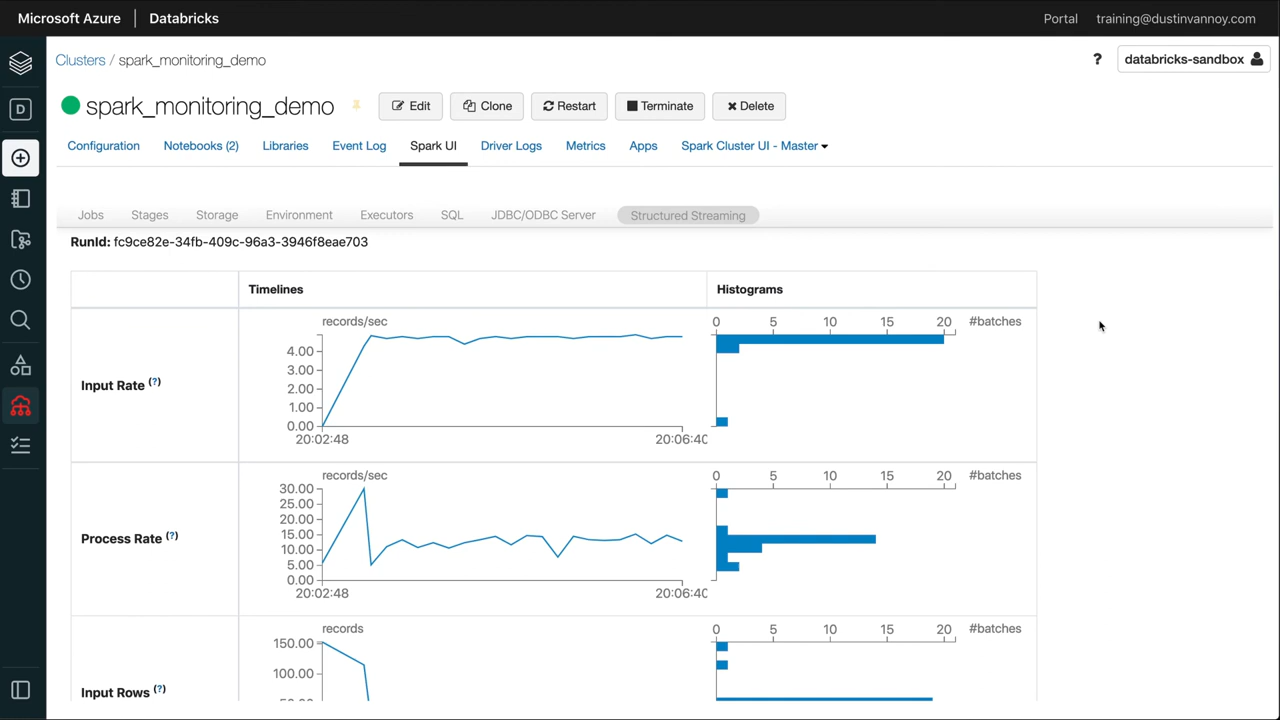 Microsoft Azure Databricks Portal training@dustinvannoy.com
Clusters / spark_monitoring_demo ? databricks-sandbox
D
spark_monitoring_demo Edit Clone Restart Terminate Delete
Configuration Notebooks (2) Libraries Event Log Spark UI Driver Logs Metrics Apps Spark Cluster UI - Master
Jobs Stages Storage Environment Executors SQL JDBC/ODBC Server Structured Streaming
RunId: fc9ce82e-34fb-409c-96a3-3946f8eae703
Timelines Histograms
Input Rate (?)
records/sec
4.00
3.00
2.00
1.00
0.00
20:02:48 20:06:40
0 5 10 15 20 #batches
Process Rate (?)
records/sec
30.00
25.00
20.00
15.00
10.00
5.00
0.00
20:02:48 20:06:40
0 5 10 15 20 #batches
Input Rows (?)
records
150.00
100.00
0 5 10 15 20 #batches